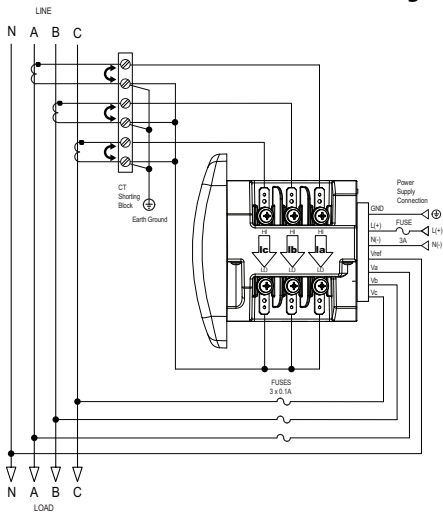 LINE
N A B C
CT
Shorting
Block
Earth Ground
Power
Supply
Connection
GND
L(+)
FUSE
L(+)
N(-)
3A
N(-)
Vref
Va
Vb
Vc
HI HI HI
Ic Ib Ia
LO LO LO
FUSES
3 x 0.1A
N A B C
LOAD